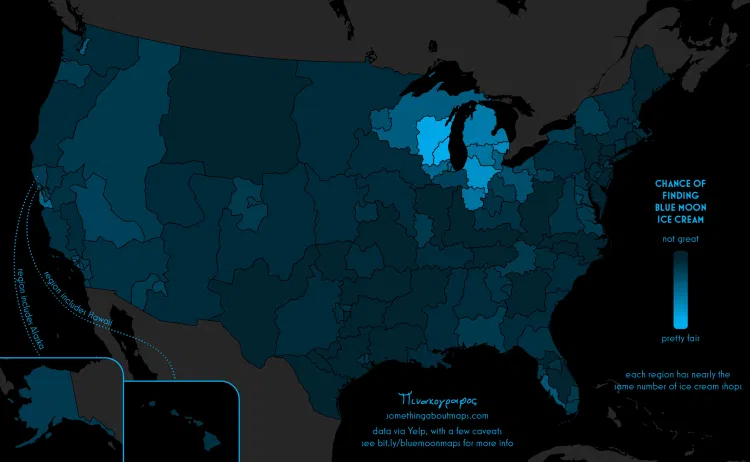 CHANCE OF
FINDING
BLUE MOON
ICE CREAM
not great
pretty fair
each region has nearly the
same number of ice cream shops
region includes Alaska
region includes Hawaii
Πινακογραφος
somethingaboutmaps.com
data via Yelp, with a few caveats
see bit.ly/bluemoonmaps for more info